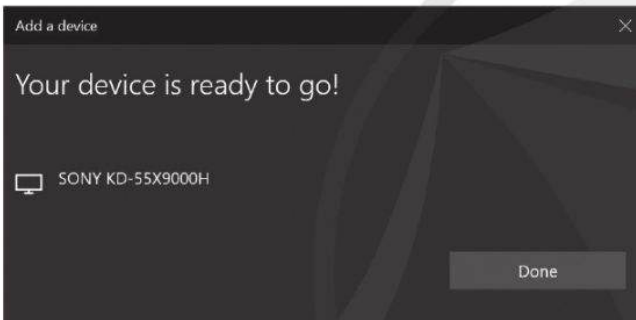 Add a device
Your device is ready to go!
SONY KD-55X9000H
Done